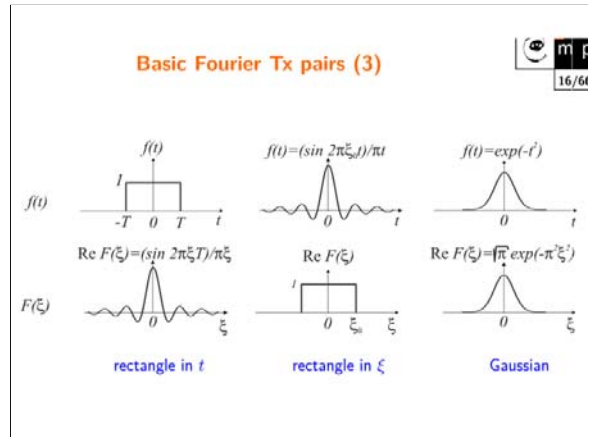 Basic Fourier Tx pairs (3)
m p
16/60
f(t)
f(t)
1
-T 0 T t
f(t)=(sin 2πξ₀t)/πt
0 t
f(t)=exp(-t²)
0 t
F(ξ)
Re F(ξ)=(sin 2πξT)/πξ
0 ξ
Re F(ξ)
1
0 ξ₀ ξ
Re F(ξ)=√π exp(-π²ξ²)
0 ξ
rectangle in t
rectangle in ξ
Gaussian